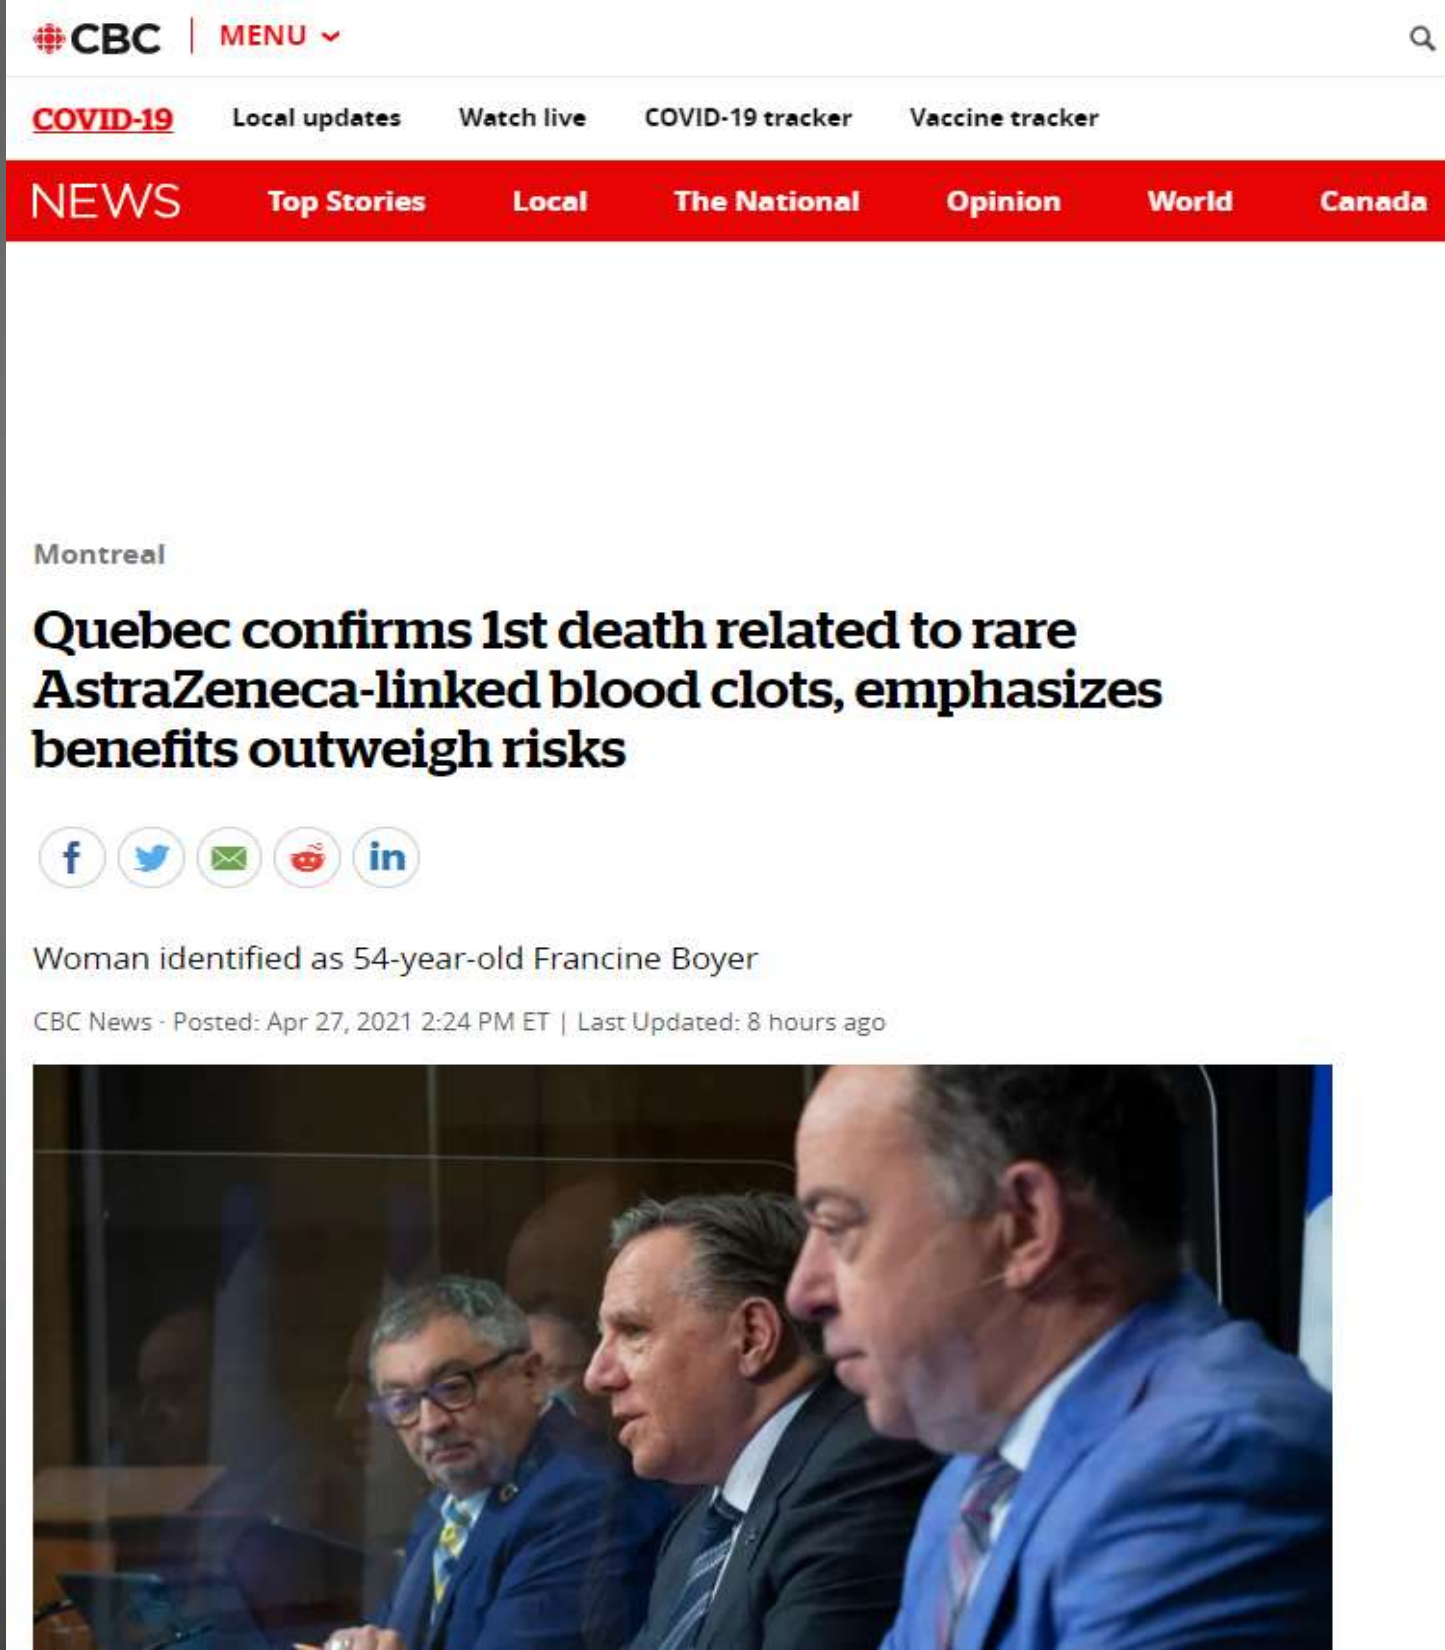 CBC MENU
COVID-19 Local updates Watch live COVID-19 tracker Vaccine tracker
NEWS Top Stories Local The National Opinion World Canada
Montreal
Quebec confirms 1st death related to rare
AstraZeneca-linked blood clots, emphasizes
benefits outweigh risks
f in
Woman identified as 54-year-old Francine Boyer
CBC News · Posted: Apr 27, 2021 2:24 PM ET | Last Updated: 8 hours ago